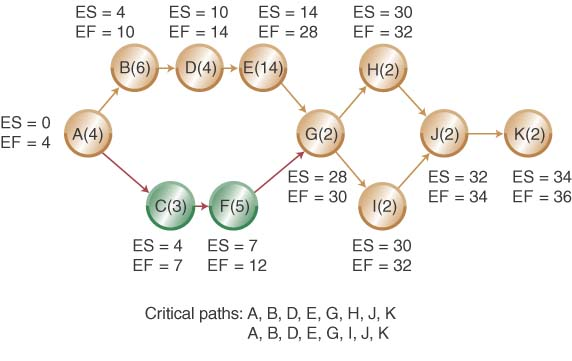 ES = 4
EF = 10
ES = 10
EF = 14
ES = 14
EF = 28
ES = 30
EF = 32
B(6)
D(4)
E(14)
H(2)
ES = 0
EF = 4
A(4)
G(2)
J(2)
K(2)
ES = 28
EF = 30
ES = 32
EF = 34
ES = 34
EF = 36
C(3)
F(5)
I(2)
ES = 4
EF = 7
ES = 7
EF = 12
ES = 30
EF = 32
Critical paths: A, B, D, E, G, H, J, K
A, B, D, E, G, I, J, K